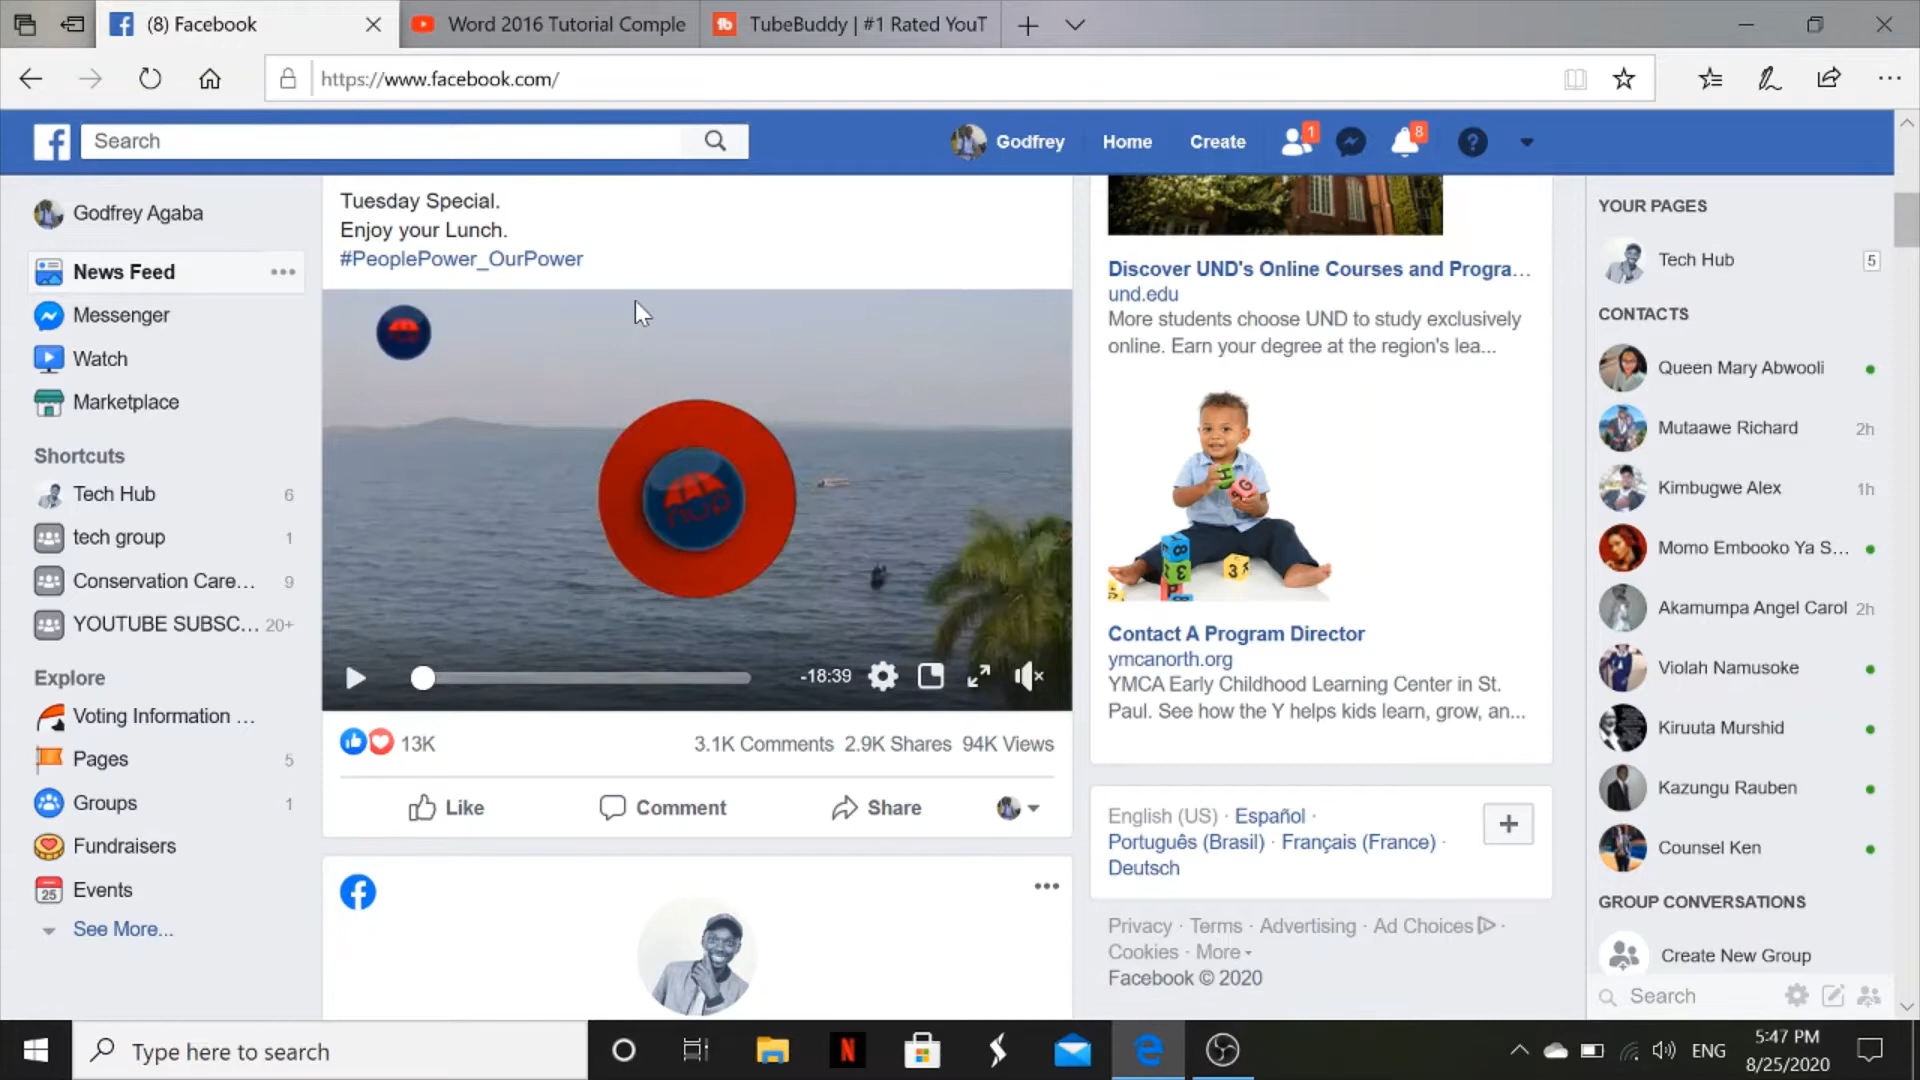 (8) Facebook
Word 2016 Tutorial Comple
TubeBuddy | #1 Rated YouT
https://www.facebook.com/
Search
Godfrey
Home
Create
1
8
Godfrey Agaba
News Feed
Messenger
Watch
Marketplace
Shortcuts
Tech Hub 6
tech group 1
Conservation Care... 9
YOUTUBE SUBSC... 20+
Explore
Voting Information ...
Pages 5
Groups 1
Fundraisers
25 Events
See More...
Tuesday Special.
Enjoy your Lunch.
#PeoplePower_OurPower
nup
-18:39
13K
3.1K Comments 2.9K Shares 94K Views
Like
Comment
Share
Discover UND's Online Courses and Progra...
und.edu
More students choose UND to study exclusively
online. Earn your degree at the region's lea...
Contact A Program Director
ymcanorth.org
YMCA Early Childhood Learning Center in St.
Paul. See how the Y helps kids learn, grow, an...
English (US) · Español ·
Português (Brasil) · Français (France) ·
Deutsch
Privacy · Terms · Advertising · Ad Choices ·
Cookies · More
Facebook © 2020
YOUR PAGES
Tech Hub 5
CONTACTS
Queen Mary Abwooli
Mutaawe Richard 2h
Kimbugwe Alex 1h
Momo Embooko Ya S...
Akamumpa Angel Carol 2h
Violah Namusoke
Kiruuta Murshid
Kazungu Rauben
Counsel Ken
GROUP CONVERSATIONS
Create New Group
Search
Type here to search
N
ENG
5:47 PM
8/25/2020